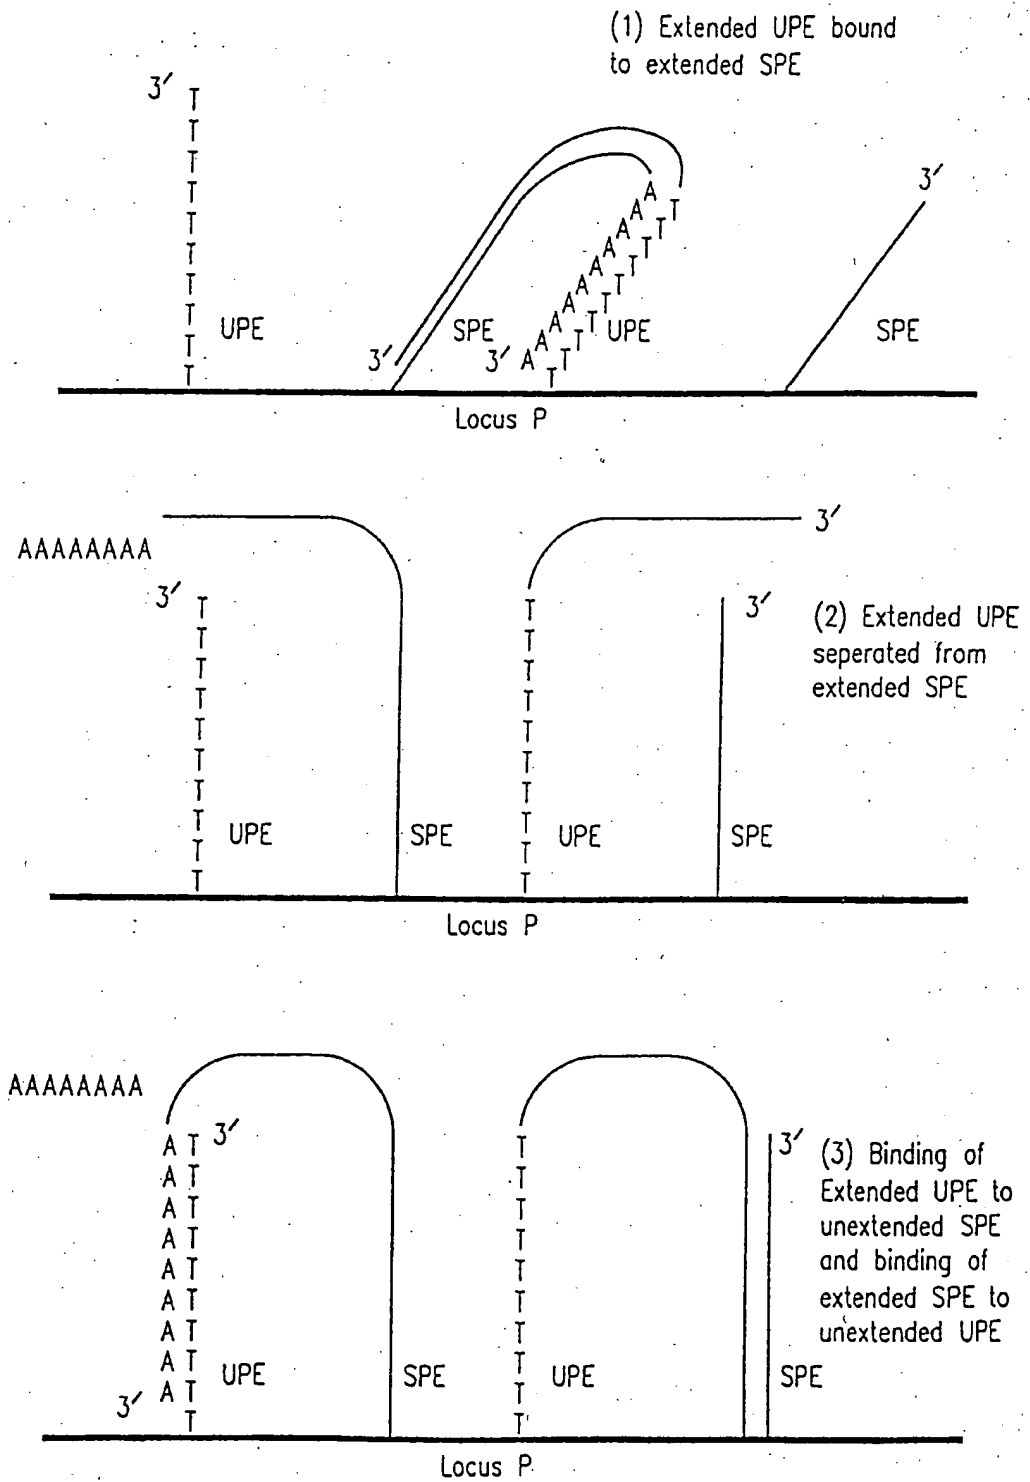 (1) Extended UPE bound
to extended SPE
3′
T
T
T
T
T
T
T
T
T
T
UPE
3′
SPE
3′
A
A
A
A
A
A
A
A
A
T
T
T
T
T
T
T
T
T
T
UPE
3′
SPE
Locus P
AAAAAAAA
3′
T
T
T
T
T
T
T
T
T
T
UPE
SPE
3′
T
T
T
T
T
T
T
T
T
T
UPE
3′
SPE
(2) Extended UPE
seperated from
extended SPE
Locus P
AAAAAAAA
3′
A T
A T
A T
A T
A T
A T
A T
A T
A T
T
3′
UPE
SPE
T
T
T
T
T
T
T
T
T
T
UPE
3′
SPE
(3) Binding of
Extended UPE to
unextended SPE
and binding of
extended SPE to
unextended UPE
Locus P